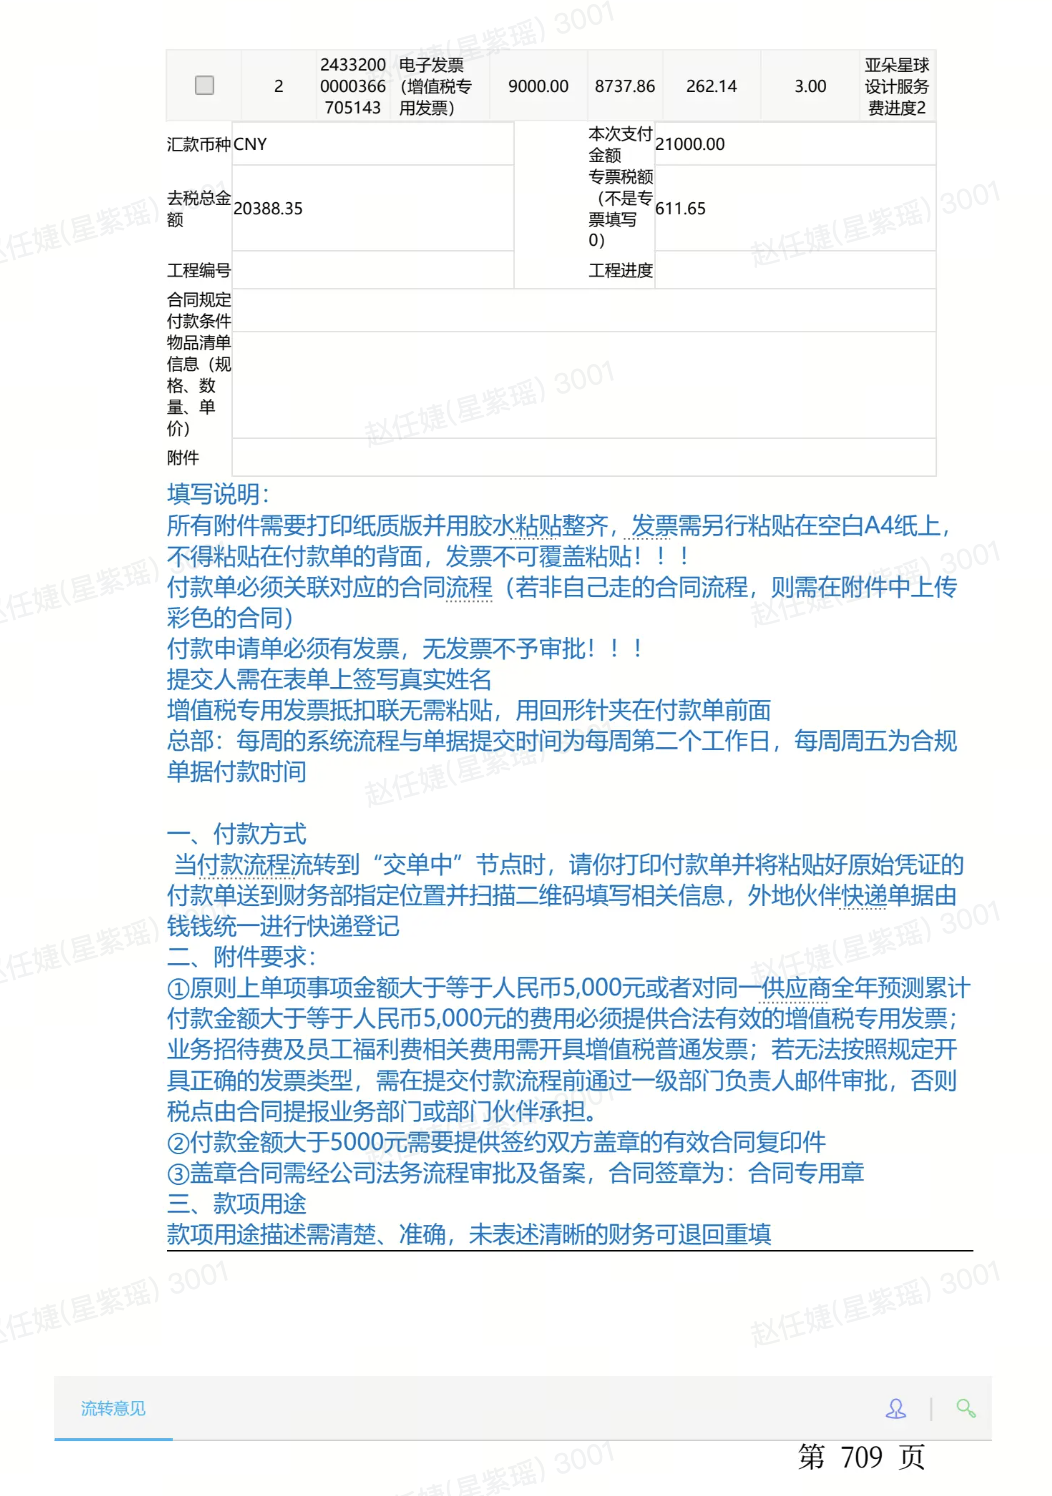 2 24332000000366705143 电子发票（增值税专用发票） 9000.00 8737.86 262.14 3.00 亚朵星球设计服务费进度2
汇款币种 CNY 本次支付金额 21000.00
去税总金额 20388.35 专票税额（不是专票填写0） 611.65
工程编号 工程进度
合同规定付款条件
物品清单信息（规格、数量、单价）
附件
填写说明：
所有附件需要打印纸质版并用胶水粘贴整齐，发票需另行粘贴在空白A4纸上，
不得粘贴在付款单的背面，发票不可覆盖粘贴！！！
付款单必须关联对应的合同流程（若非自己走的合同流程，则需在附件中上传
彩色的合同）
付款申请单必须有发票，无发票不予审批！！！
提交人需在表单上签写真实姓名
增值税专用发票抵扣联无需粘贴，用回形针夹在付款单前面
总部：每周的系统流程与单据提交时间为每周第二个工作日，每周周五为合规
单据付款时间
一、付款方式
当付款流程流转到“交单中”节点时，请你打印付款单并将粘贴好原始凭证的
付款单送到财务部指定位置并扫描二维码填写相关信息，外地伙伴快递单据由
钱钱统一进行快递登记
二、附件要求：
①原则上单项事项金额大于等于人民币5,000元或者对同一供应商全年预测累计
付款金额大于等于人民币5,000元的费用必须提供合法有效的增值税专用发票；
业务招待费及员工福利费相关费用需开具增值税普通发票；若无法按照规定开
具正确的发票类型，需在提交付款流程前通过一级部门负责人邮件审批，否则
税点由合同提报业务部门或部门伙伴承担。
②付款金额大于5000元需要提供签约双方盖章的有效合同复印件
③盖章合同需经公司法务流程审批及备案，合同签章为：合同专用章
三、款项用途
款项用途描述需清楚、准确，未表述清晰的财务可退回重填
流转意见
第 709 页
赵任婕(星紫瑶) 3001